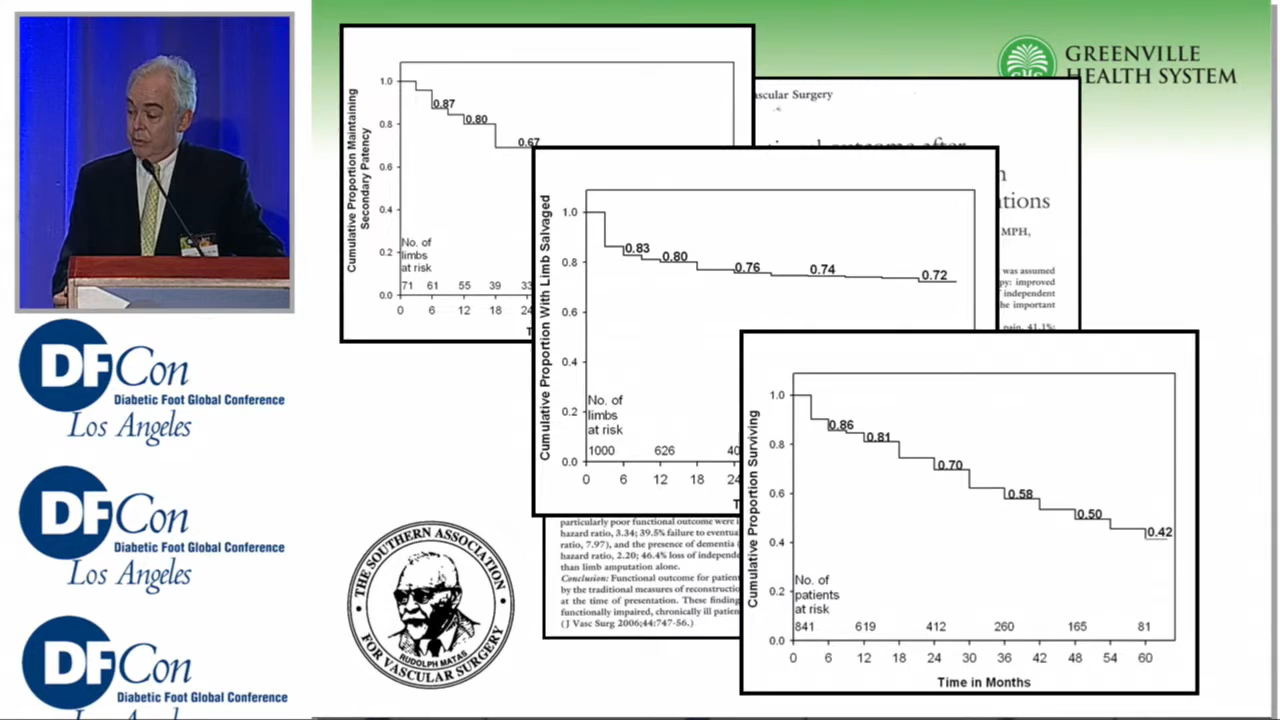 GREENVILLE
HEALTH SYSTEM
DFCon
Diabetic Foot Global Conference
Los Angeles
DFCon
Diabetic Foot Global Conference
Los Angeles
DFCon
Diabetic Foot Global Conference
Cumulative Proportion Maintaining
Secondary Patency
1.0
0.8
0.6
0.4
0.2
0.0
0.87
0.80
0.67
No. of
limbs
at risk
71 61 55 39 33
0 6 12 18 24
Vascular Surgery
outcome after
MPH,
was assumed
improved
independent
important
pain, 41.1%;
Cumulative Proportion With Limb Salvaged
1.0
0.8
0.6
0.4
0.2
0.0
0.83
0.80
0.76
0.74
0.72
No. of
limbs
at risk
1000 626 40
0 6 12 18 24
particularly poor functional outcome were
hazard ratio, 3.34; 39.5% failure to
ratio, 7.97), and the presence of dementia (
hazard ratio, 2.20; 46.4% loss of
than limb amputation alone.
Conclusion: Functional outcome for
by the traditional measures of
at the time of presentation. These
functionally impaired, chronically ill
(J Vasc Surg 2006;44:747-56.)
Cumulative Proportion Surviving
1.0
0.8
0.6
0.4
0.2
0.0
0.86
0.81
0.70
0.58
0.50
0.42
No. of
patients
at risk
841 619 412 260 165 81
0 6 12 18 24 30 36 42 48 54 60
Time in Months
THE SOUTHERN ASSOCIATION
FOR VASCULAR SURGERY
RUDOLPH MATAS